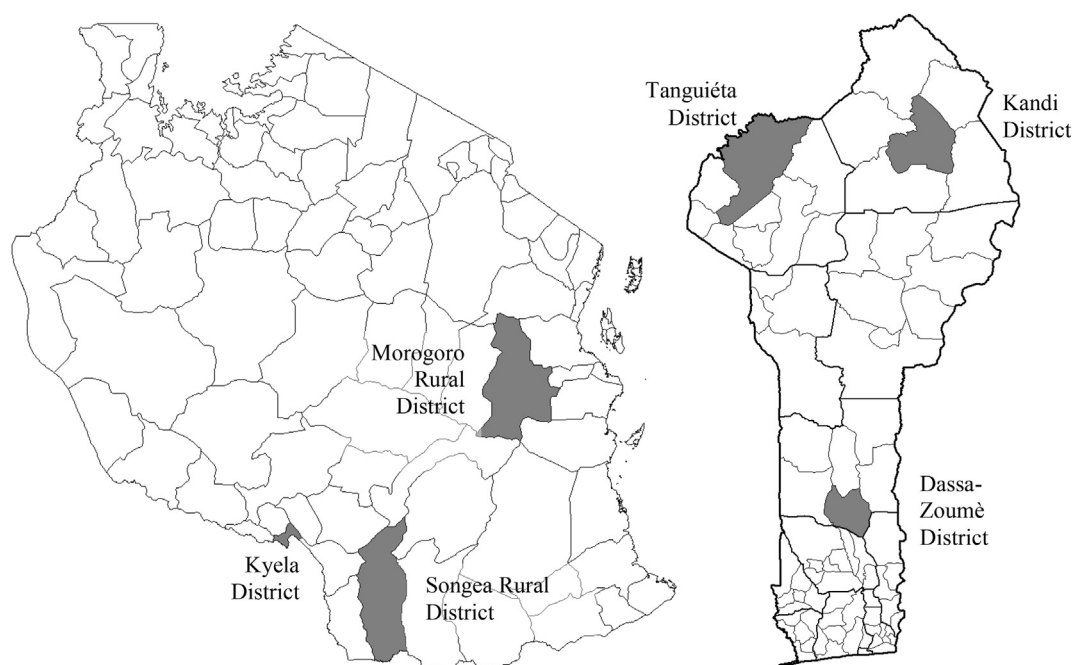 Tanguiéta
District
Kandi
District
Morogoro
Rural
District
Dassa-
Zoumè
District
Kyela
District
Songea Rural
District